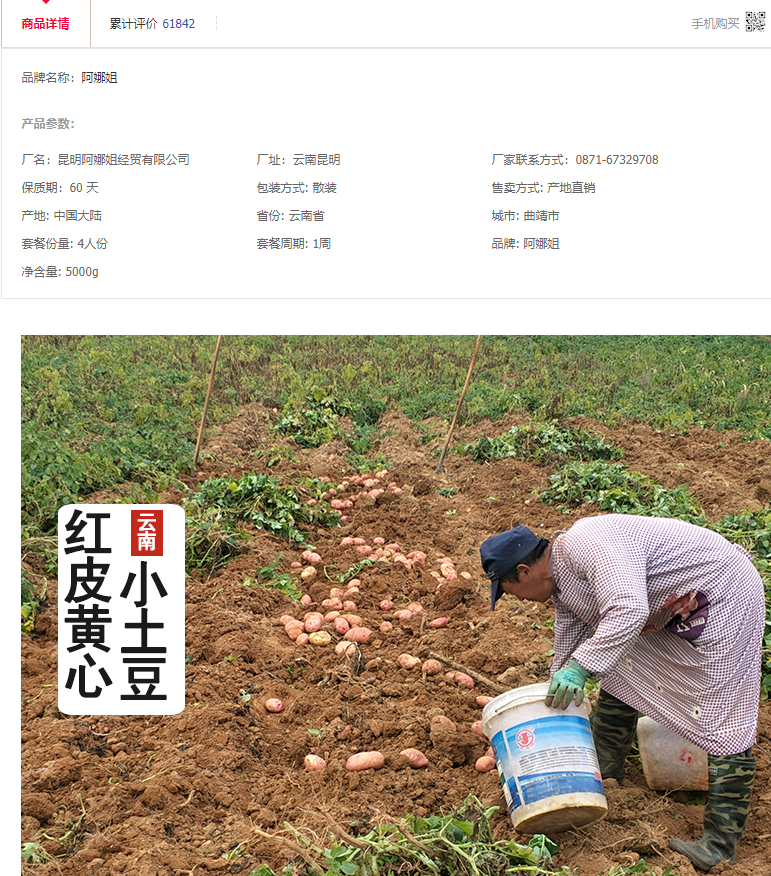 商品详情 累计评价 61842 手机购买
品牌名称：阿娜姐
产品参数：
厂名：昆明阿娜姐经贸有限公司 厂址：云南昆明 厂家联系方式：0871-67329708
保质期：60 天 包装方式: 散装 售卖方式: 产地直销
产地: 中国大陆 省份: 云南省 城市: 曲靖市
套餐份量: 4人份 套餐周期: 1周 品牌: 阿娜姐
净含量: 5000g
云南
小土豆
红皮黄心